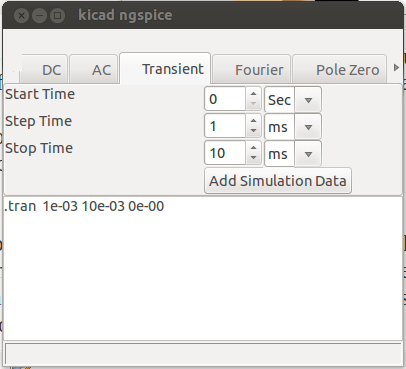 kicad ngspice
DC AC Transient Fourier Pole Zero
Start Time 0 Sec
Step Time 1 ms
Stop Time 10 ms
Add Simulation Data
.tran 1e-03 10e-03 0e-00